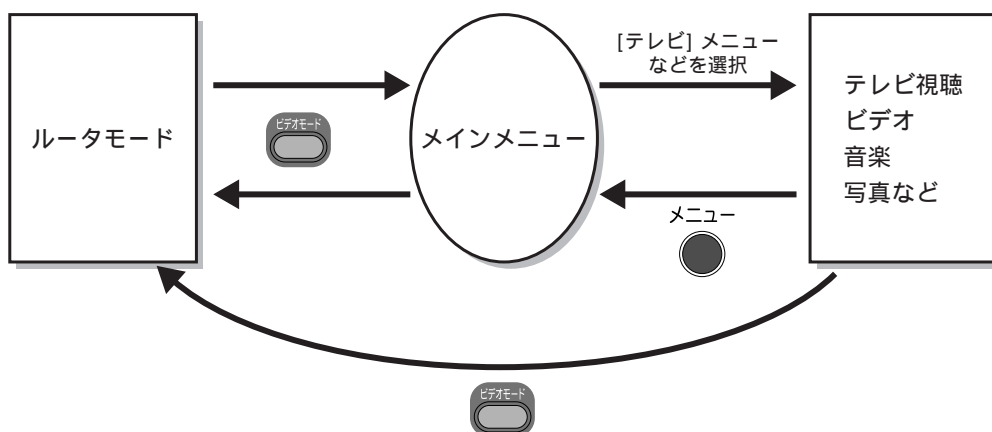 ルータモード
ビデオモード
メインメニュー
[テレビ] メニュー
などを選択
メニュー
テレビ視聴
ビデオ
音楽
写真など
ビデオモード